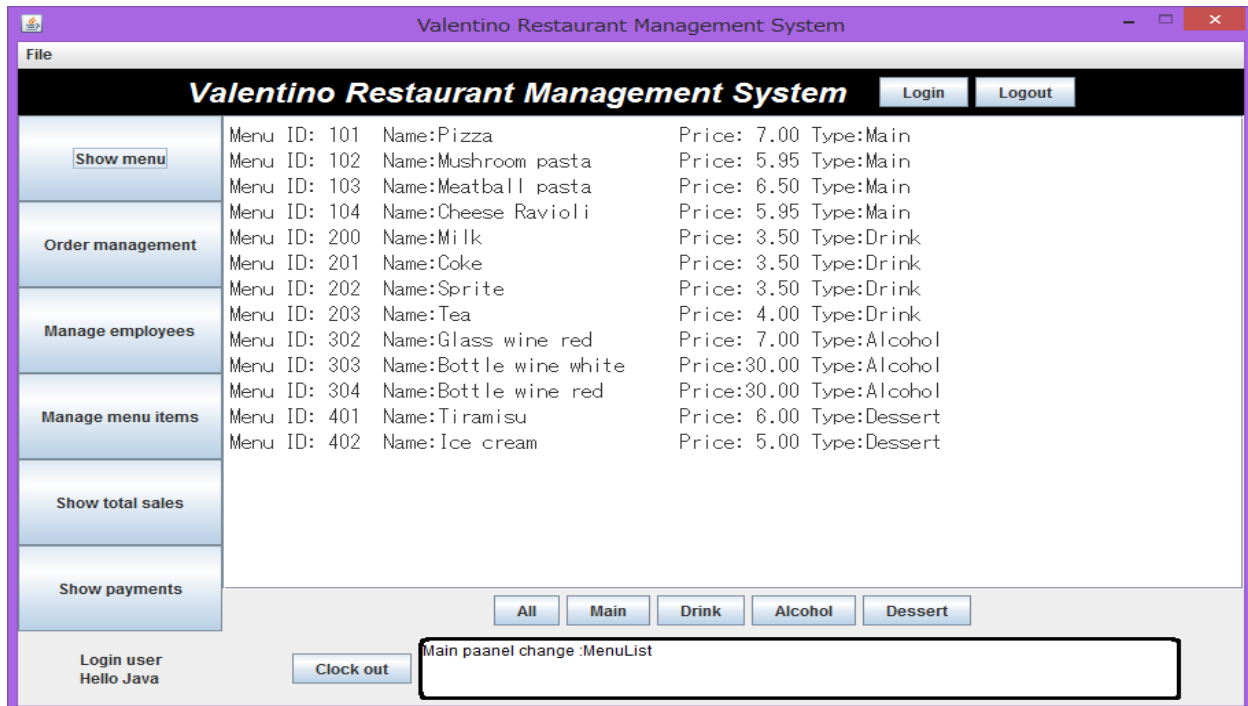 Valentino Restaurant Management System
File
Valentino Restaurant Management System Login Logout
Show menu
Order management
Manage employees
Manage menu items
Show total sales
Show payments
Menu ID: 101 Name:Pizza Price: 7.00 Type:Main
Menu ID: 102 Name:Mushroom pasta Price: 5.95 Type:Main
Menu ID: 103 Name:Meatball pasta Price: 6.50 Type:Main
Menu ID: 104 Name:Cheese Ravioli Price: 5.95 Type:Main
Menu ID: 200 Name:Milk Price: 3.50 Type:Drink
Menu ID: 201 Name:Coke Price: 3.50 Type:Drink
Menu ID: 202 Name:Sprite Price: 3.50 Type:Drink
Menu ID: 203 Name:Tea Price: 4.00 Type:Drink
Menu ID: 302 Name:Glass wine red Price: 7.00 Type:Alcohol
Menu ID: 303 Name:Bottle wine white Price:30.00 Type:Alcohol
Menu ID: 304 Name:Bottle wine red Price:30.00 Type:Alcohol
Menu ID: 401 Name:Tiramisu Price: 6.00 Type:Dessert
Menu ID: 402 Name:Ice cream Price: 5.00 Type:Dessert
All Main Drink Alcohol Dessert
Login user
Hello Java
Clock out
Main paanel change :MenuList